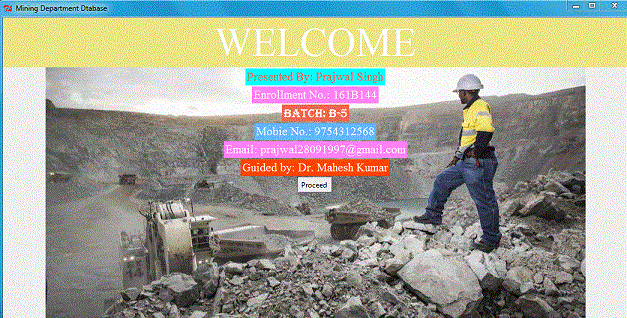 Mining Department Dtabase
WELCOME
Presented By: Prajwal Singh
Enrollment No.: 161B144
BATCH: B-5
Mobie No.: 9754312568
Email: prajwal28091997@gmail.com
Guided by: Dr. Mahesh Kumar
Proceed